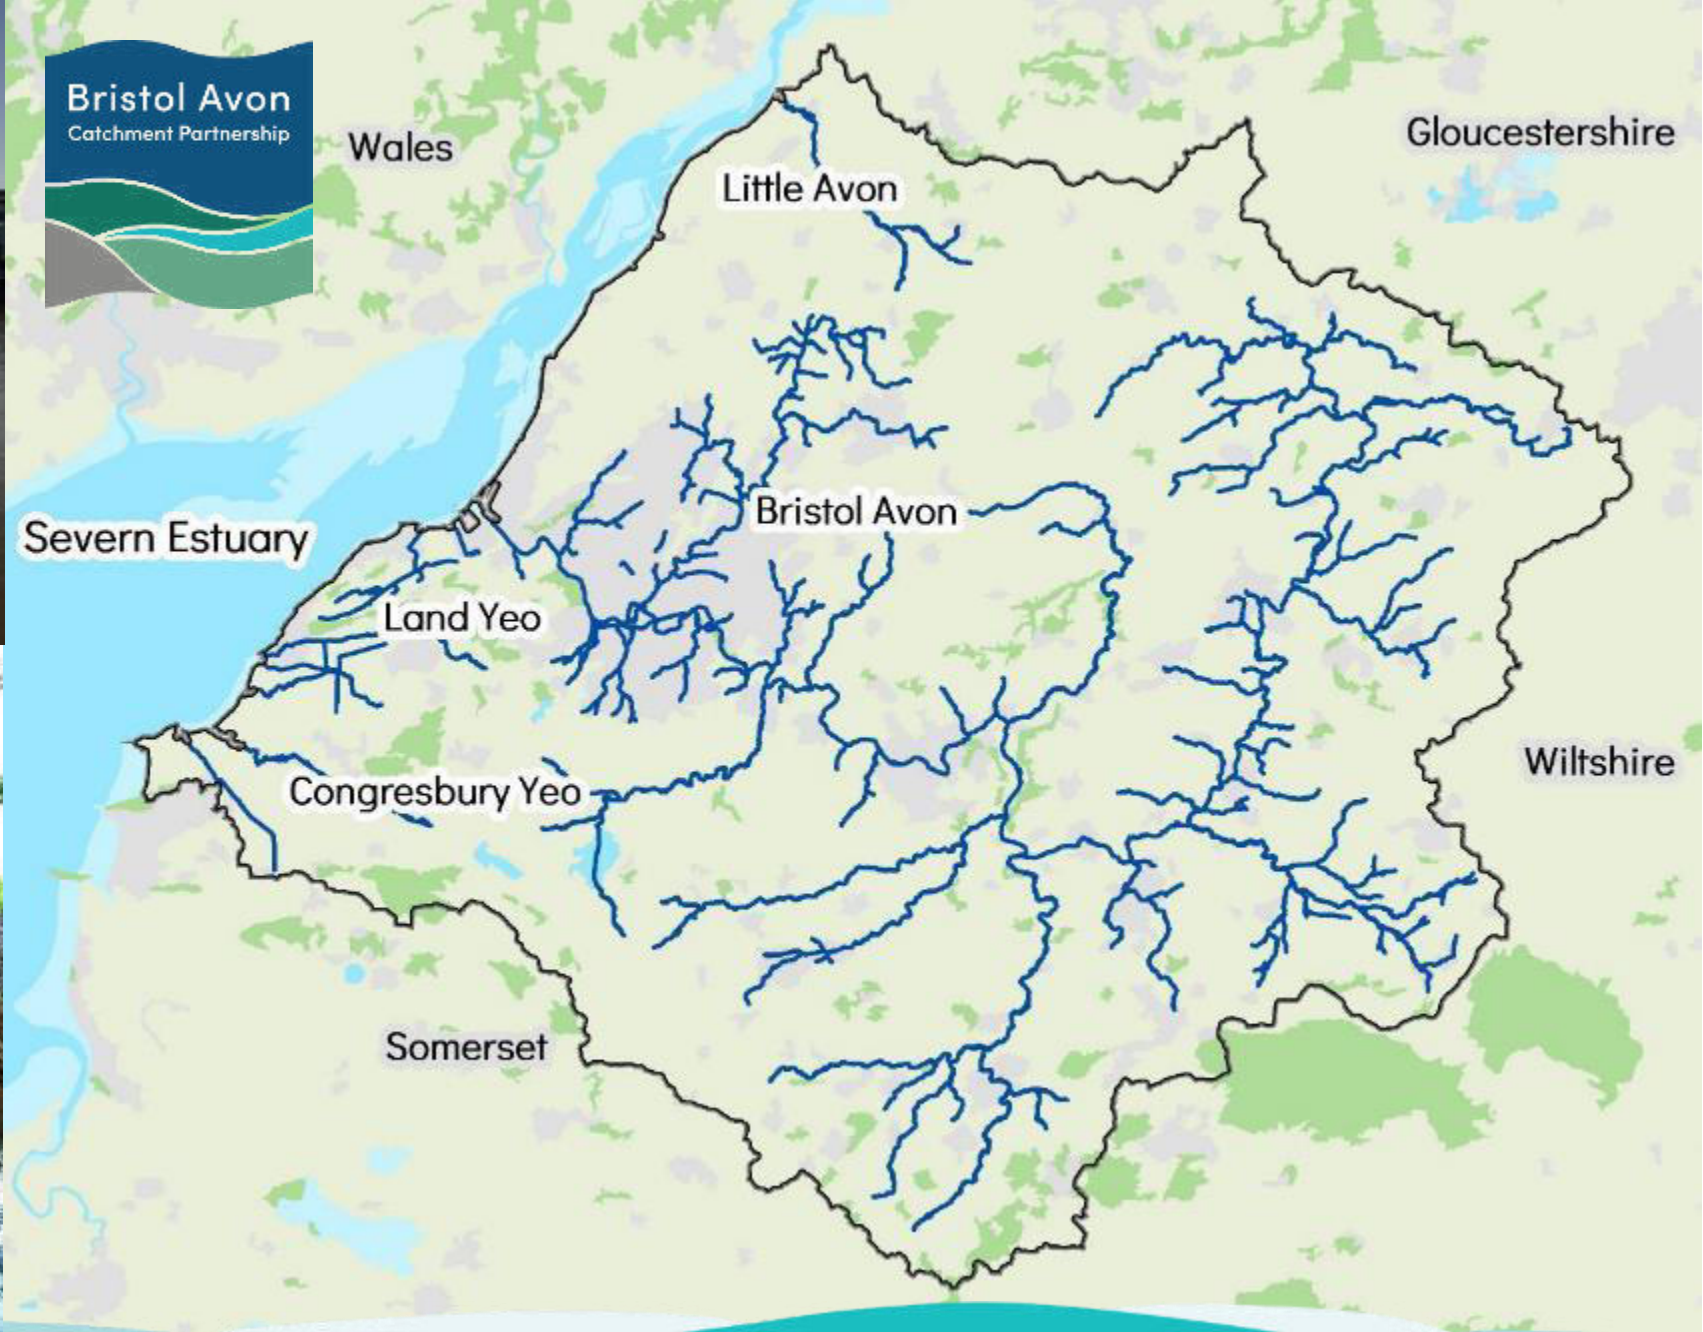 Bristol Avon
Catchment Partnership
Wales
Gloucestershire
Little Avon
Bristol Avon
Severn Estuary
Land Yeo
Wiltshire
Congresbury Yeo
Somerset